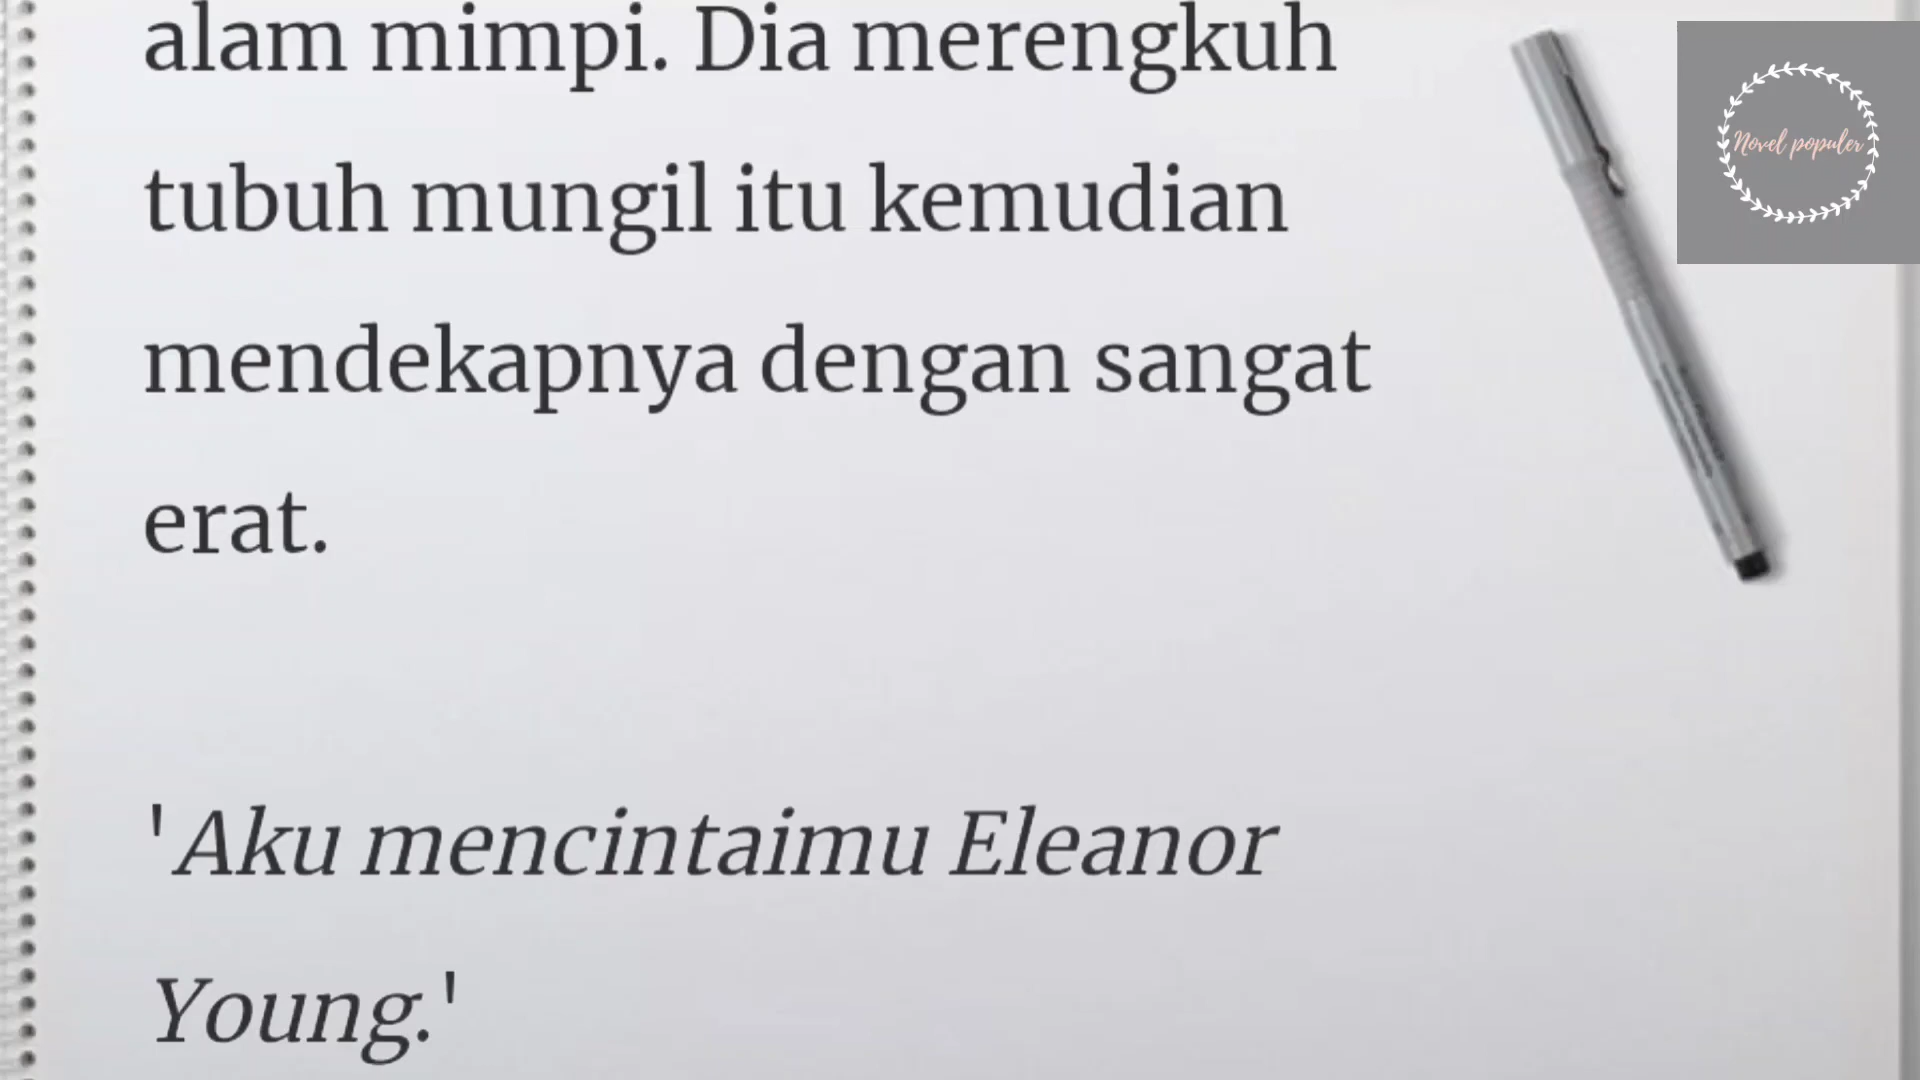 alam mimpi. Dia merengkuh
Novel populer
tubuh mungil itu kemudian
mendekapnya dengan sangat
erat.
'Aku mencintaimu Eleanor
Young.'